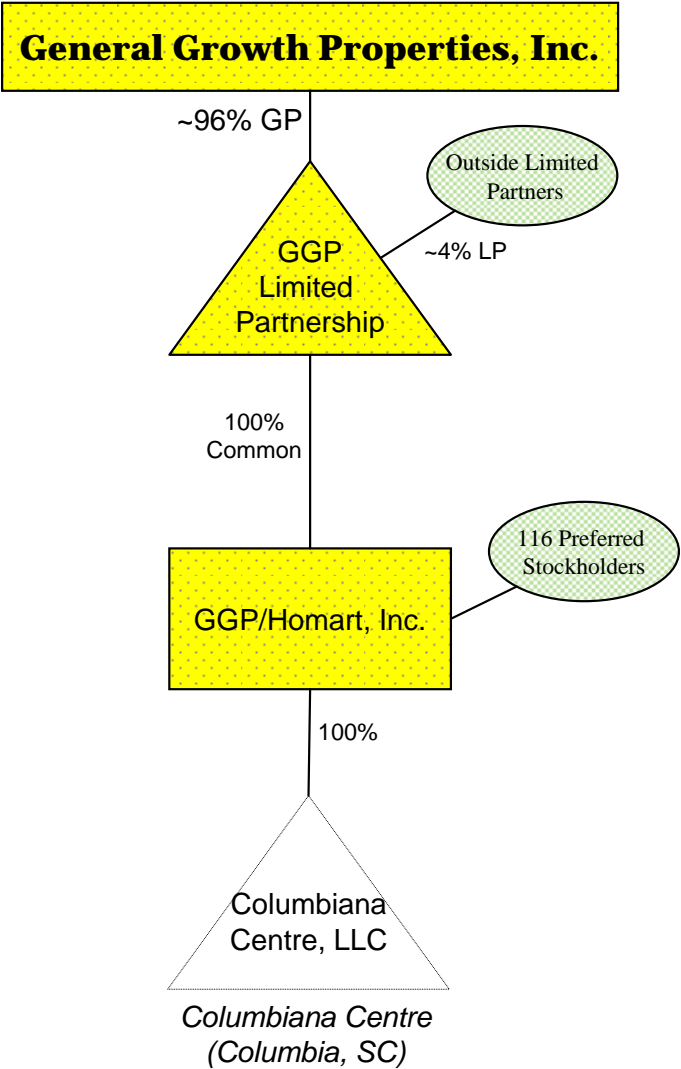 General Growth Properties, Inc.
~96% GP
Outside Limited
Partners
~4% LP
GGP
Limited
Partnership
100%
Common
116 Preferred
Stockholders
GGP/Homart, Inc.
100%
Columbiana
Centre, LLC
Columbiana Centre
(Columbia, SC)